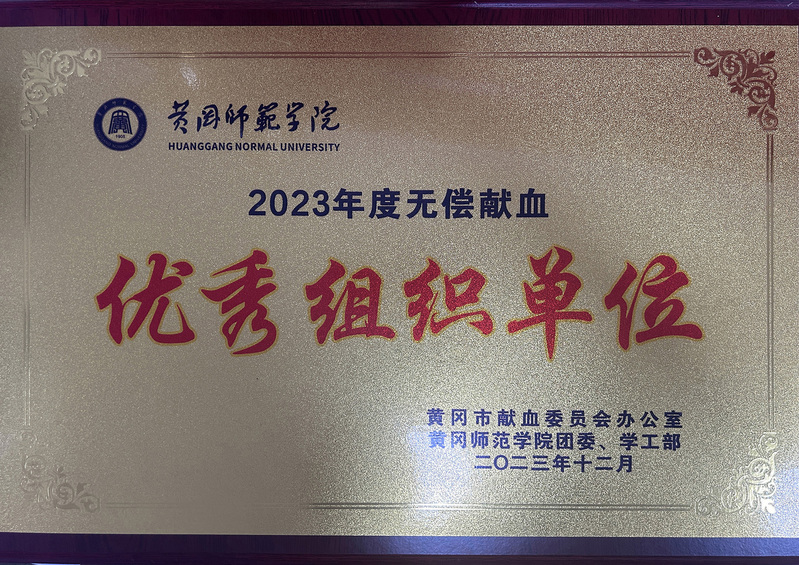 黄冈师範学院
HUANGGANG NORMAL UNIVERSITY
1905
2023年度无偿献血
优秀组织单位
黄冈市献血委员会办公室
黄冈师范学院团委、学工部
二〇二三年十二月